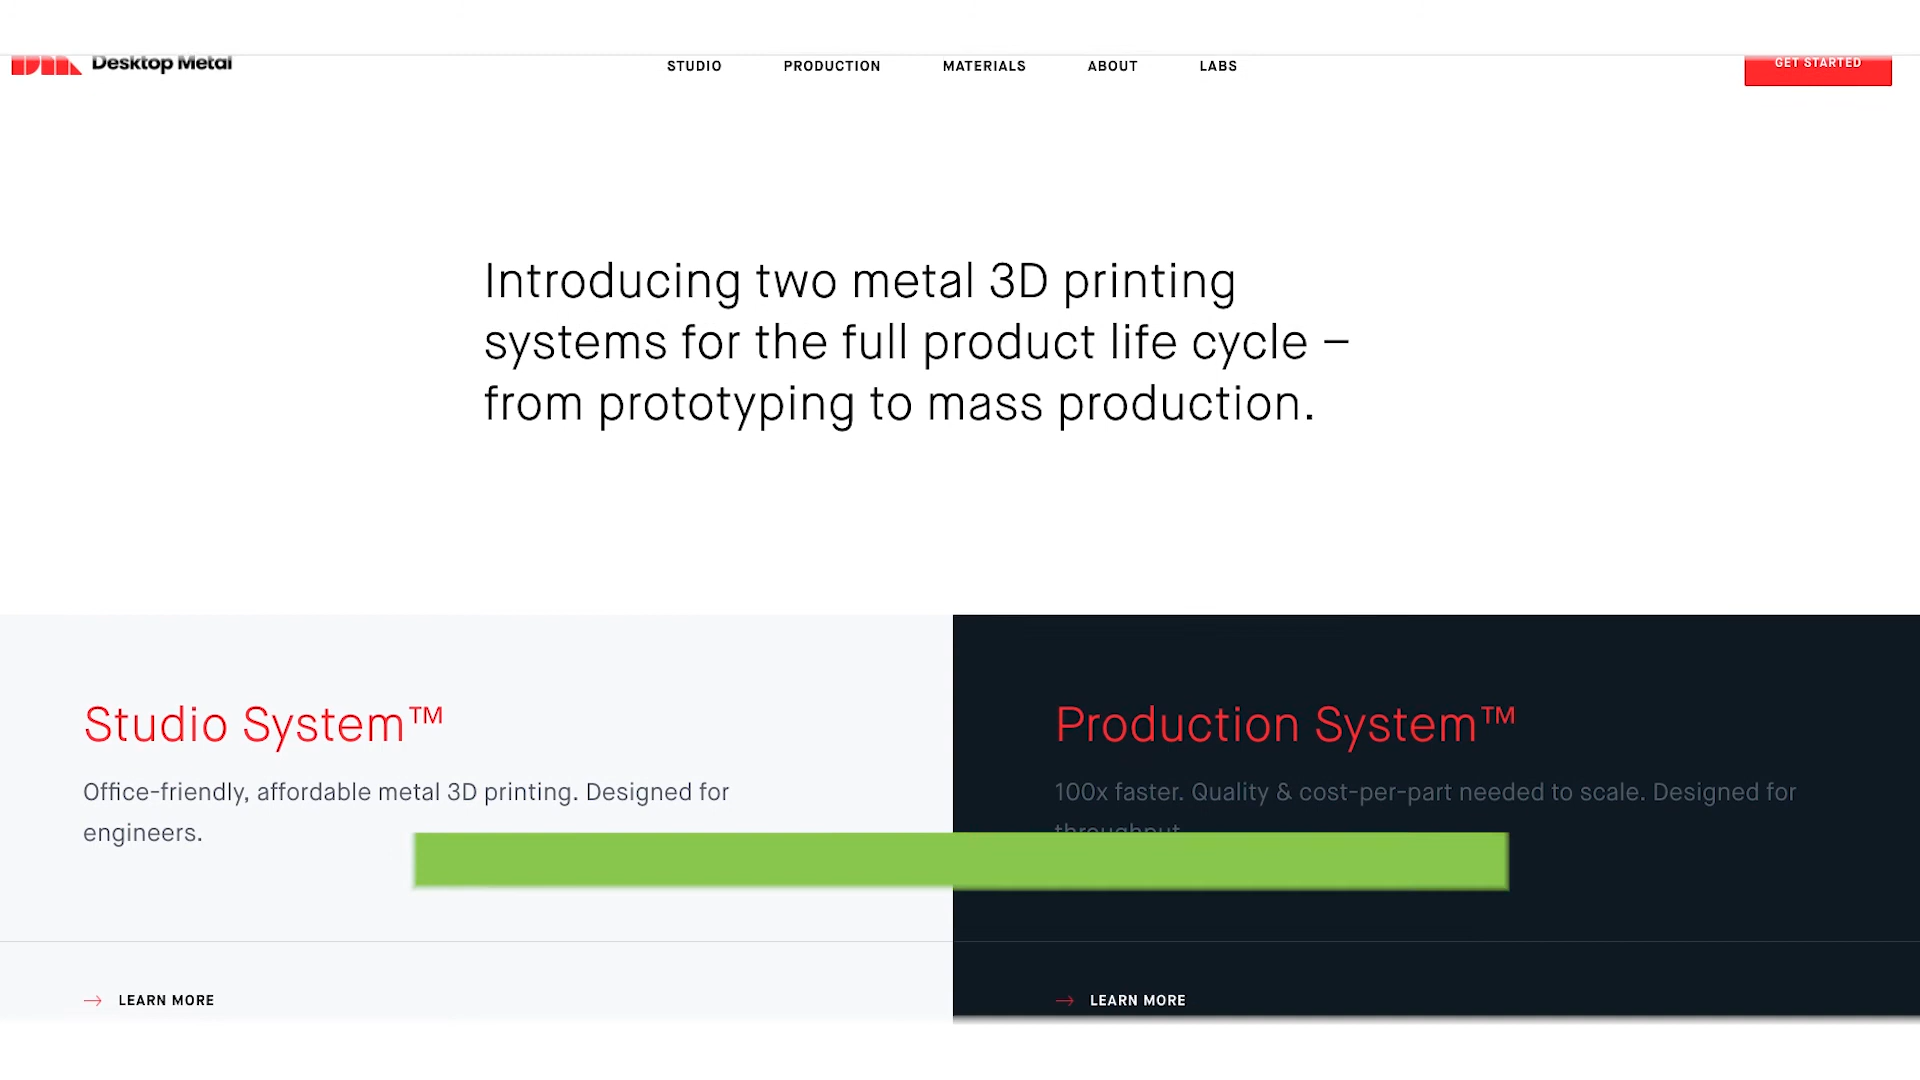 Desktop Metal
STUDIO
PRODUCTION
MATERIALS
ABOUT
LABS
GET STARTED
Introducing two metal 3D printing
systems for the full product life cycle –
from prototyping to mass production.
Studio System™
Office-friendly, affordable metal 3D printing. Designed for
engineers.
LEARN MORE
Production System™
100x faster. Quality & cost-per-part needed to scale. Designed for
throughput.
LEARN MORE